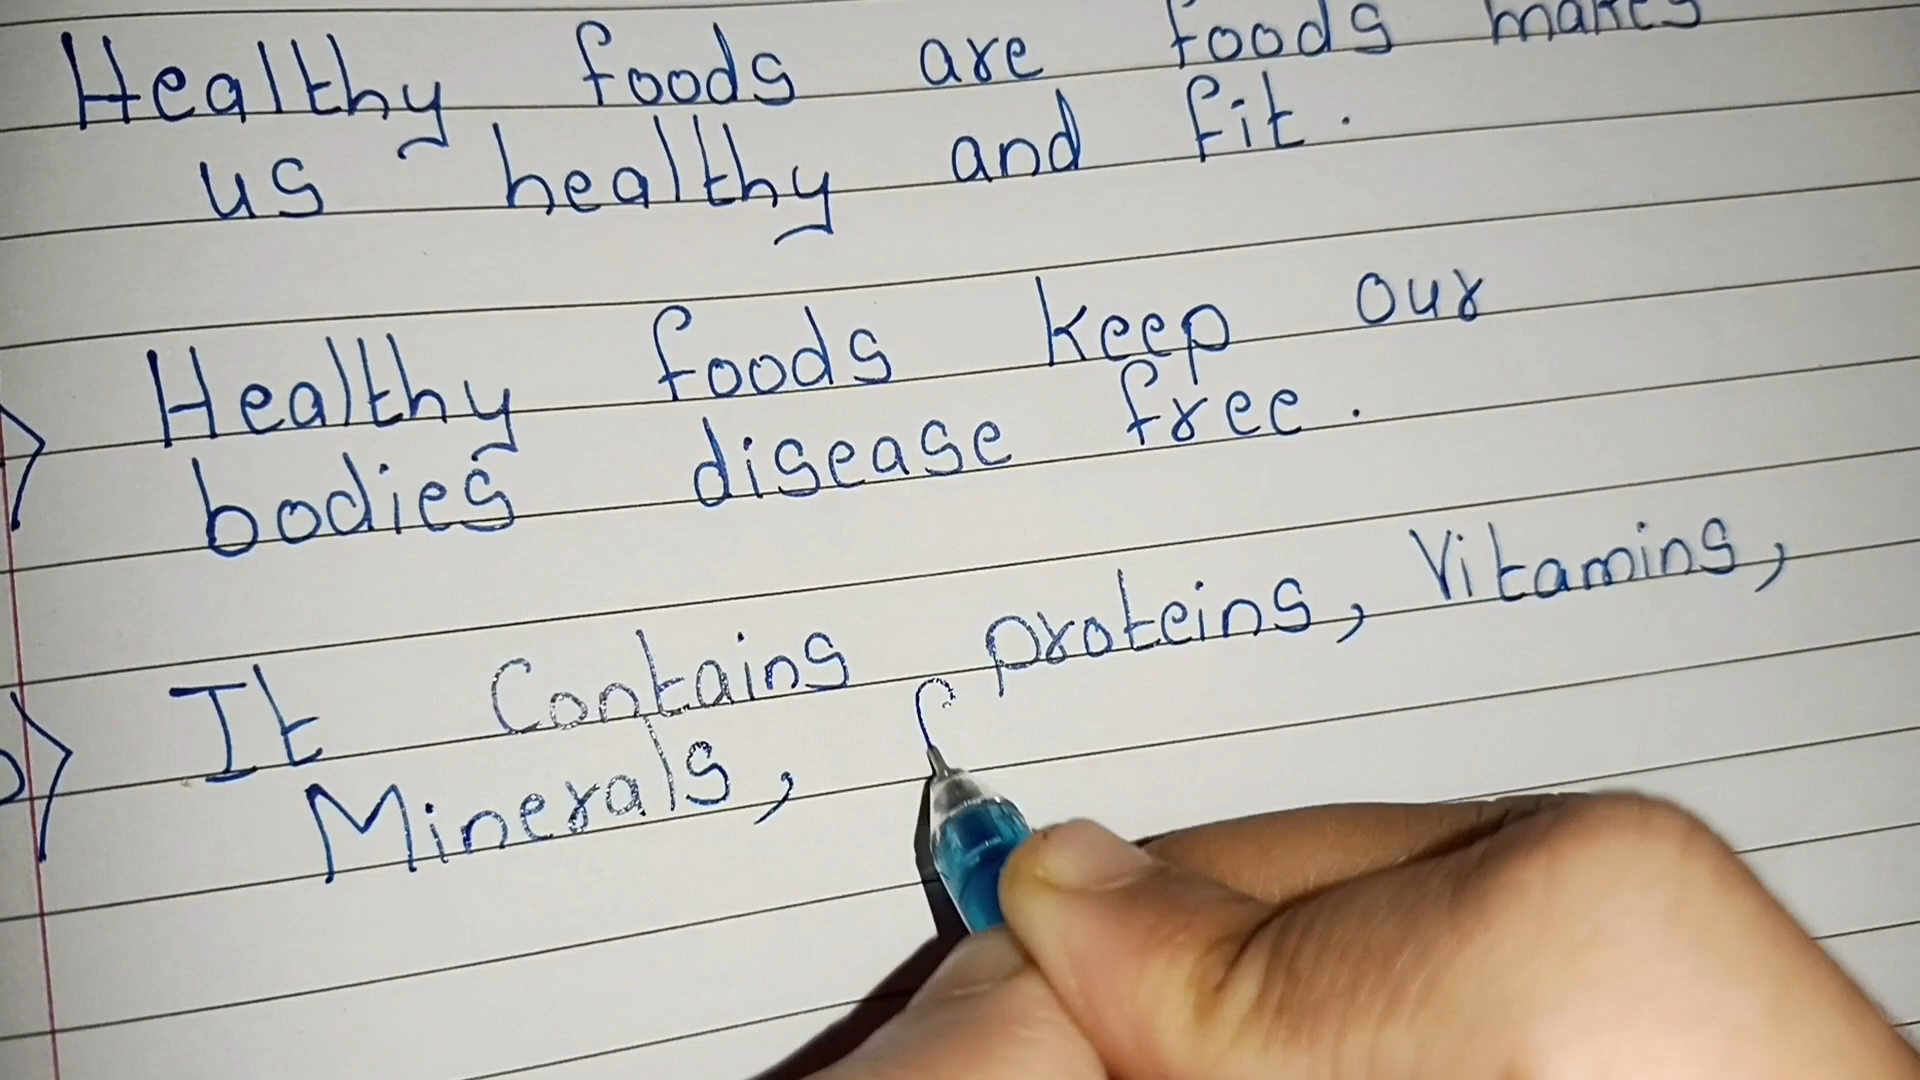 Healthy foods are foods makes
us healthy and fit.
Healthy foods keep our
bodies disease free.
It Contains proteins, Vitamins,
Minerals, f